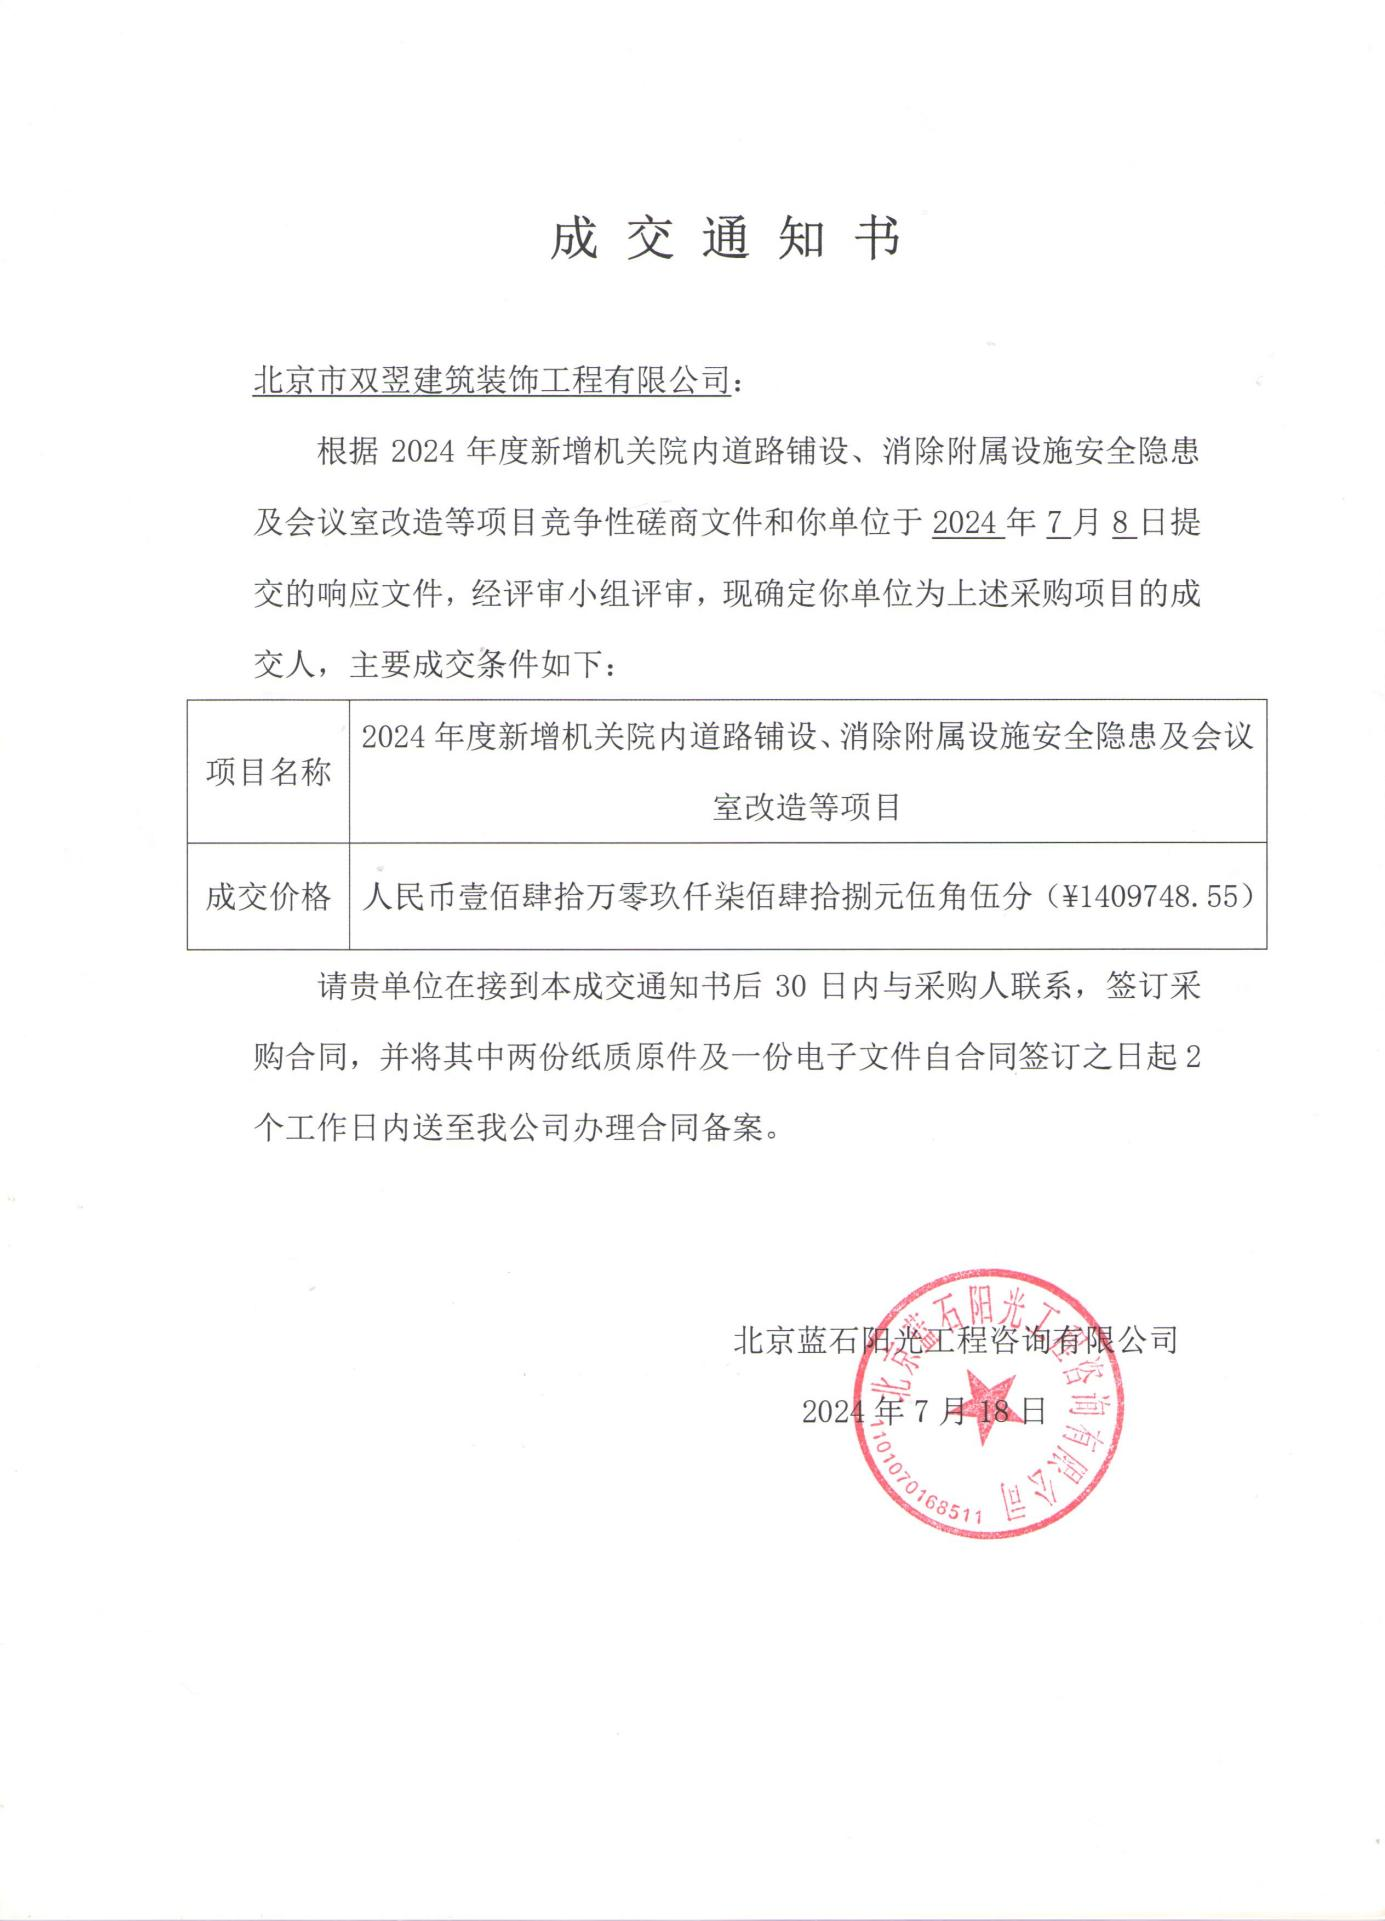 成交通知书
北京市双翌建筑装饰工程有限公司：
根据 2024 年度新增机关院内道路铺设、消除附属设施安全隐患
及会议室改造等项目竞争性磋商文件和你单位于 2024 年 7 月 8 日提
交的响应文件，经评审小组评审，现确定你单位为上述采购项目的成
交人，主要成交条件如下：
项目名称
2024 年度新增机关院内道路铺设、消除附属设施安全隐患及会议
室改造等项目
成交价格
人民币壹佰肆拾万零玖仟柒佰肆拾捌元伍角伍分（¥1409748.55）
请贵单位在接到本成交通知书后 30 日内与采购人联系，签订采
购合同，并将其中两份纸质原件及一份电子文件自合同签订之日起 2
个工作日内送至我公司办理合同备案。
北京蓝石阳光工程咨询有限公司
2024 年 7 月 18 日
北京蓝石阳光工程咨询有限公司
1101070168511